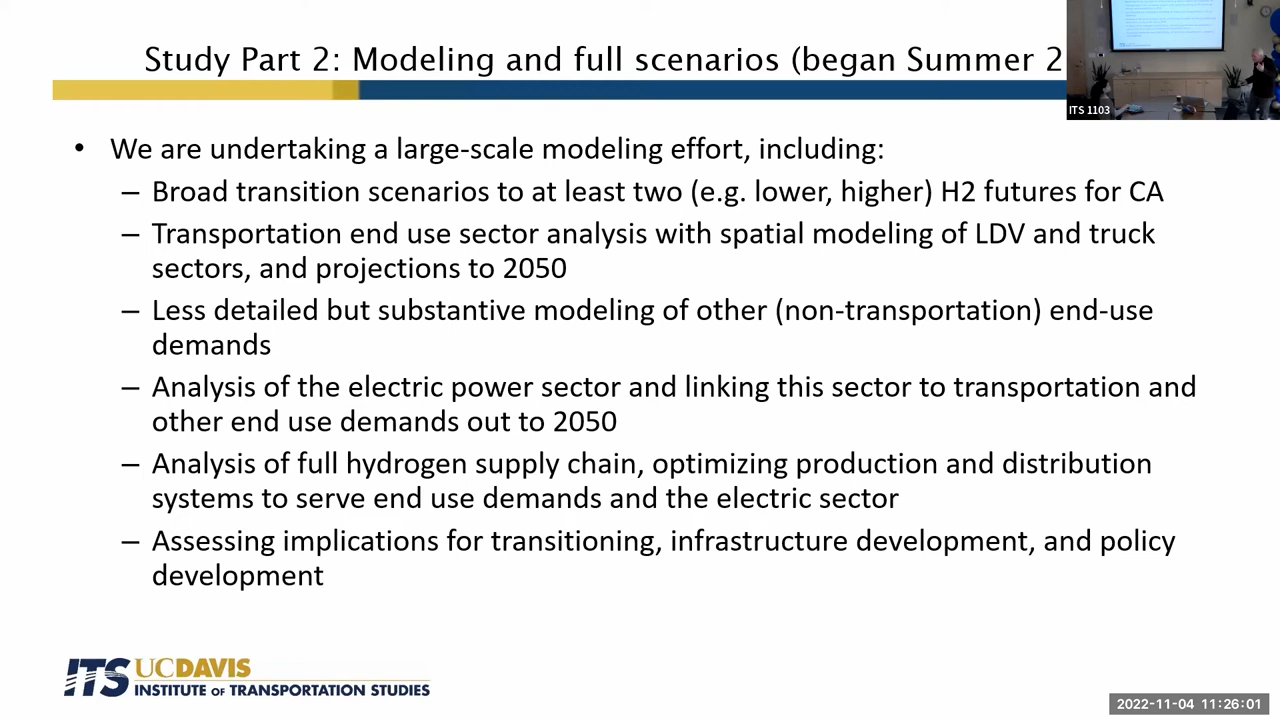 Study Part 2: Modeling and full scenarios (began Summer 2
ITS 1103
• We are undertaking a large-scale modeling effort, including:
– Broad transition scenarios to at least two (e.g. lower, higher) H2 futures for CA
– Transportation end use sector analysis with spatial modeling of LDV and truck
sectors, and projections to 2050
– Less detailed but substantive modeling of other (non-transportation) end-use
demands
– Analysis of the electric power sector and linking this sector to transportation and
other end use demands out to 2050
– Analysis of full hydrogen supply chain, optimizing production and distribution
systems to serve end use demands and the electric sector
– Assessing implications for transitioning, infrastructure development, and policy
development
ITS UCDAVIS
INSTITUTE OF TRANSPORTATION STUDIES
2022-11-04 11:26:01